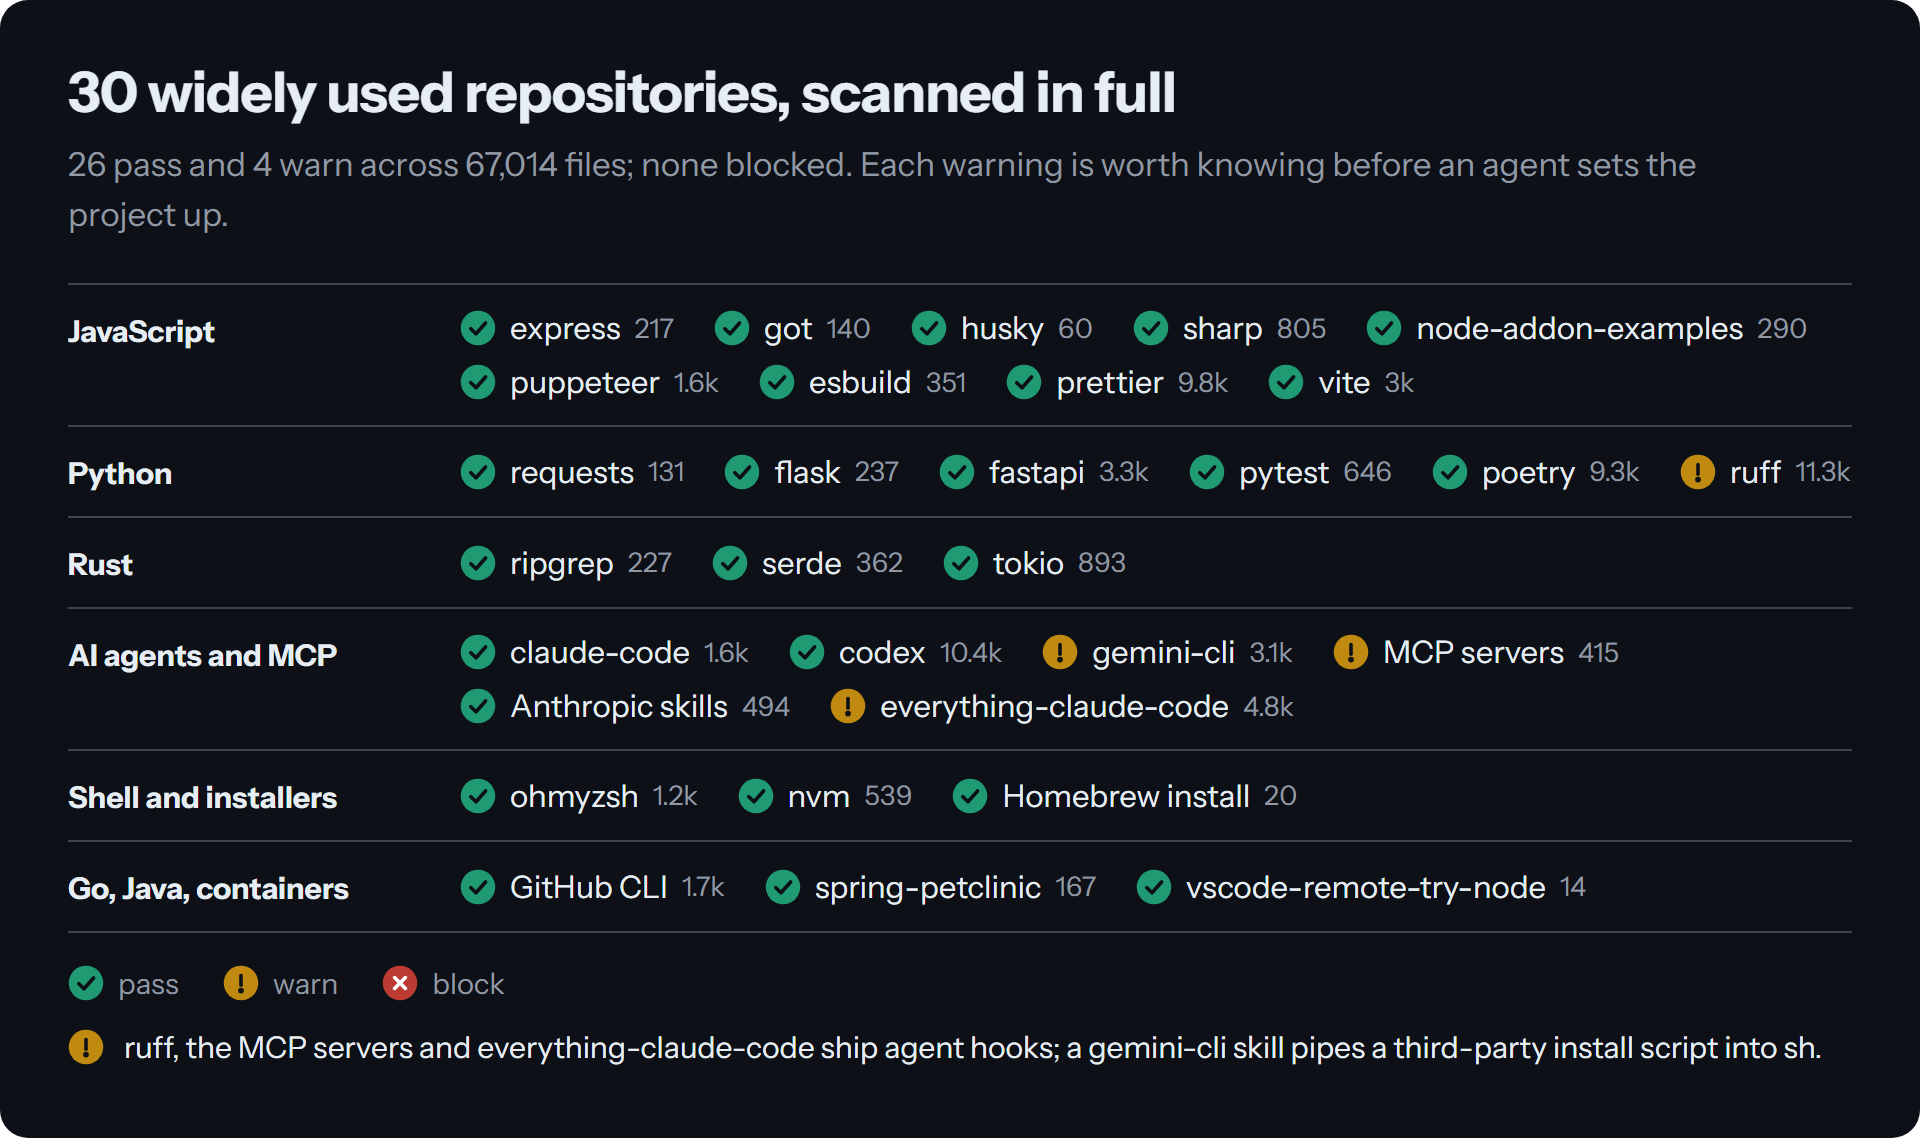 30 widely used repositories, scanned in full
26 pass and 4 warn across 67,014 files; none blocked. Each warning is worth knowing before an agent sets the
project up.
JavaScript
express 217 got 140 husky 60 sharp 805 node-addon-examples 290
puppeteer 1.6k esbuild 351 prettier 9.8k vite 3k
Python
requests 131 flask 237 fastapi 3.3k pytest 646 poetry 9.3k ruff 11.3k
Rust
ripgrep 227 serde 362 tokio 893
AI agents and MCP
claude-code 1.6k codex 10.4k gemini-cli 3.1k MCP servers 415
Anthropic skills 494 everything-claude-code 4.8k
Shell and installers
ohmyzsh 1.2k nvm 539 Homebrew install 20
Go, Java, containers
GitHub CLI 1.7k spring-petclinic 167 vscode-remote-try-node 14
pass warn block
ruff, the MCP servers and everything-claude-code ship agent hooks; a gemini-cli skill pipes a third-party install script into sh.